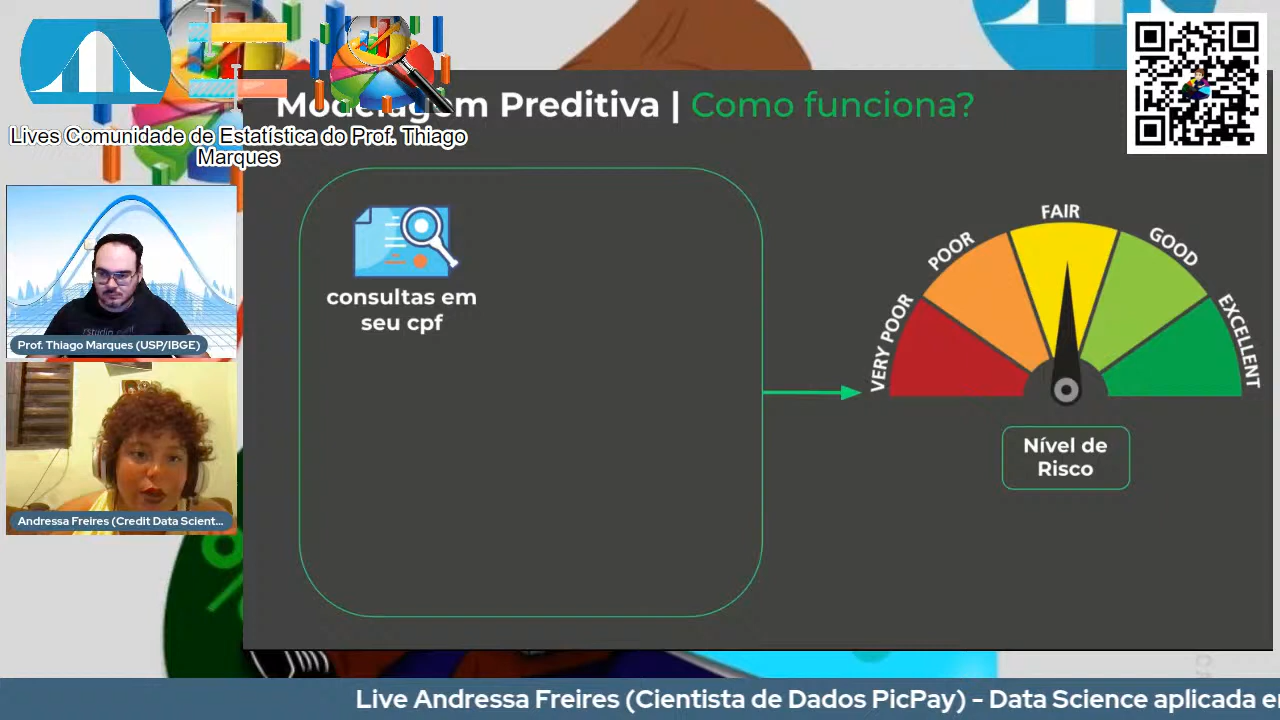 Lives Comunidade de Estatística do Prof. Thiago
Marques
Modelagem Preditiva | Como funciona?
consultas em
seu cpf
VERY POOR
POOR
FAIR
GOOD
EXCELLENT
Nível de
Risco
Prof. Thiago Marques (USP/IBGE)
Andressa Freires (Credit Data Scient...
Live Andressa Freires (Cientista de Dados PicPay) - Data Science aplicada